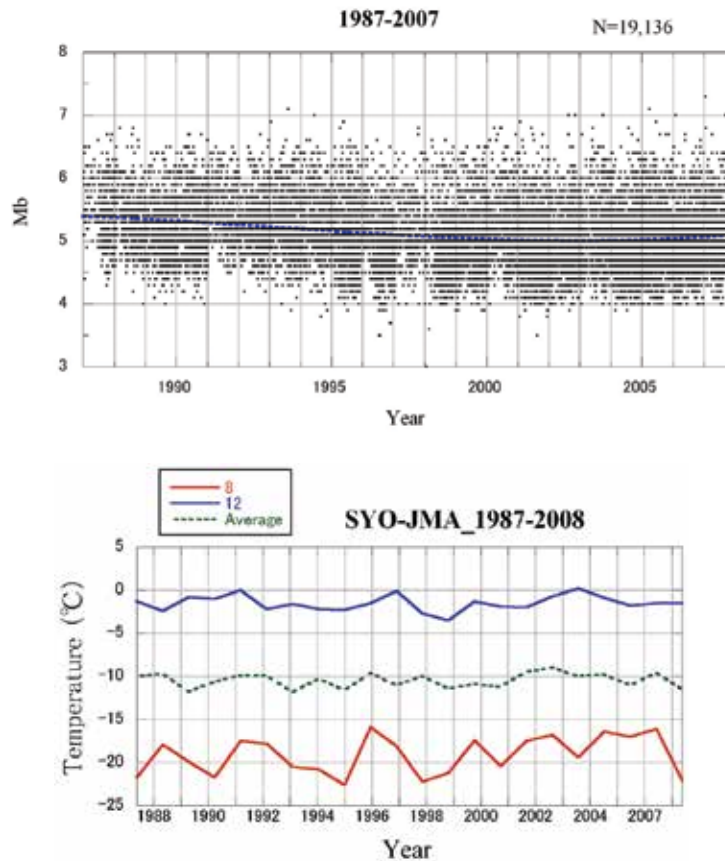 1987-2007
N=19,136
8
7
6
5
4
3
Mb
1990 1995 2000 2005
Year
8
12
Average
SYO-JMA_1987-2008
5
0
-5
-10
-15
-20
-25
Temperature (℃)
1988 1990 1992 1994 1996 1998 2000 2002 2004 2007
Year